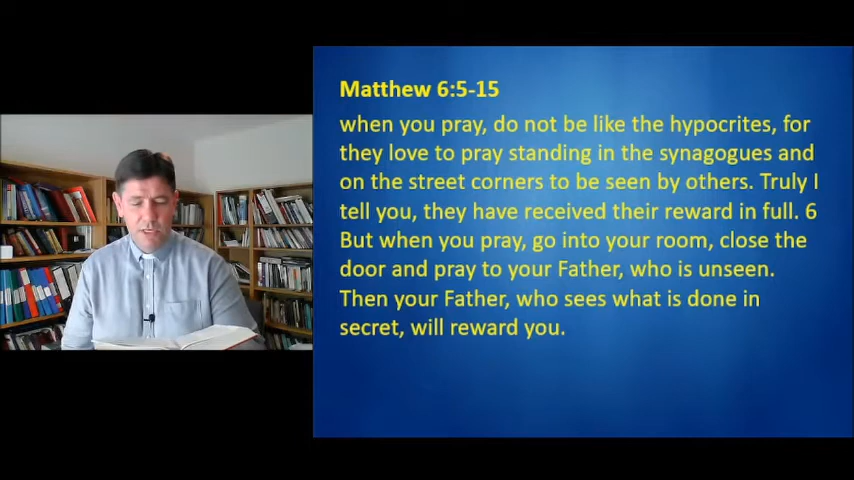 Matthew 6:5-15
when you pray, do not be like the hypocrites, for
they love to pray standing in the synagogues and
on the street corners to be seen by others. Truly I
tell you, they have received their reward in full. 6
But when you pray, go into your room, close the
door and pray to your Father, who is unseen.
Then your Father, who sees what is done in
secret, will reward you.